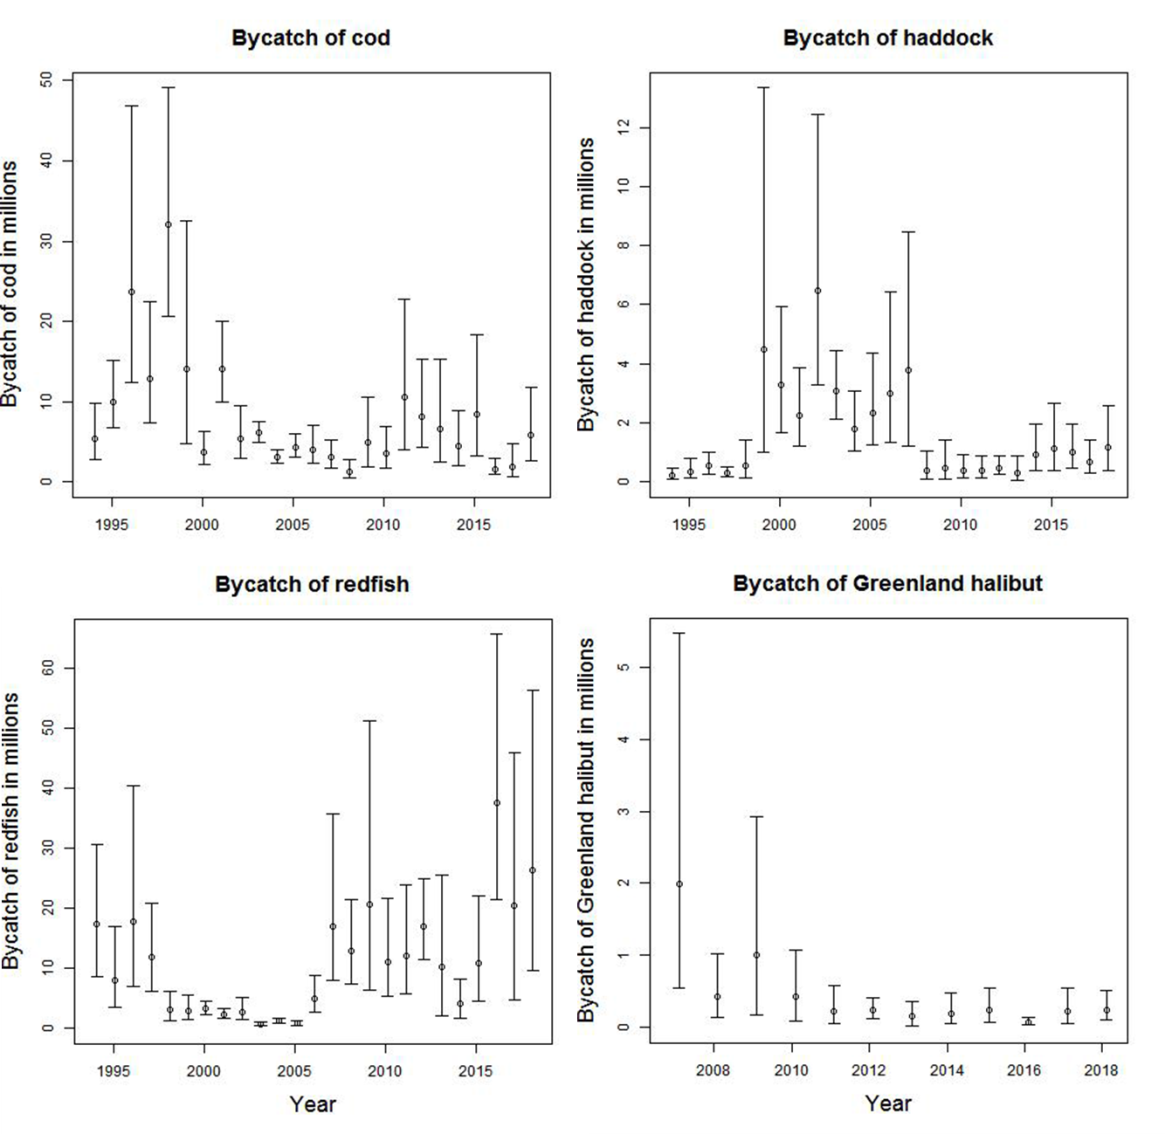 Bycatch of cod
Bycatch of cod in millions
50
40
30
20
10
0
1995 2000 2005 2010 2015
Bycatch of haddock
Bycatch of haddock in millions
12
10
8
6
4
2
0
1995 2000 2005 2010 2015
Bycatch of redfish
Bycatch of redfish in millions
60
50
40
30
20
10
0
1995 2000 2005 2010 2015
Year
Bycatch of Greenland halibut
Bycatch of Greenland halibut in millions
5
4
3
2
1
0
2008 2010 2012 2014 2016 2018
Year